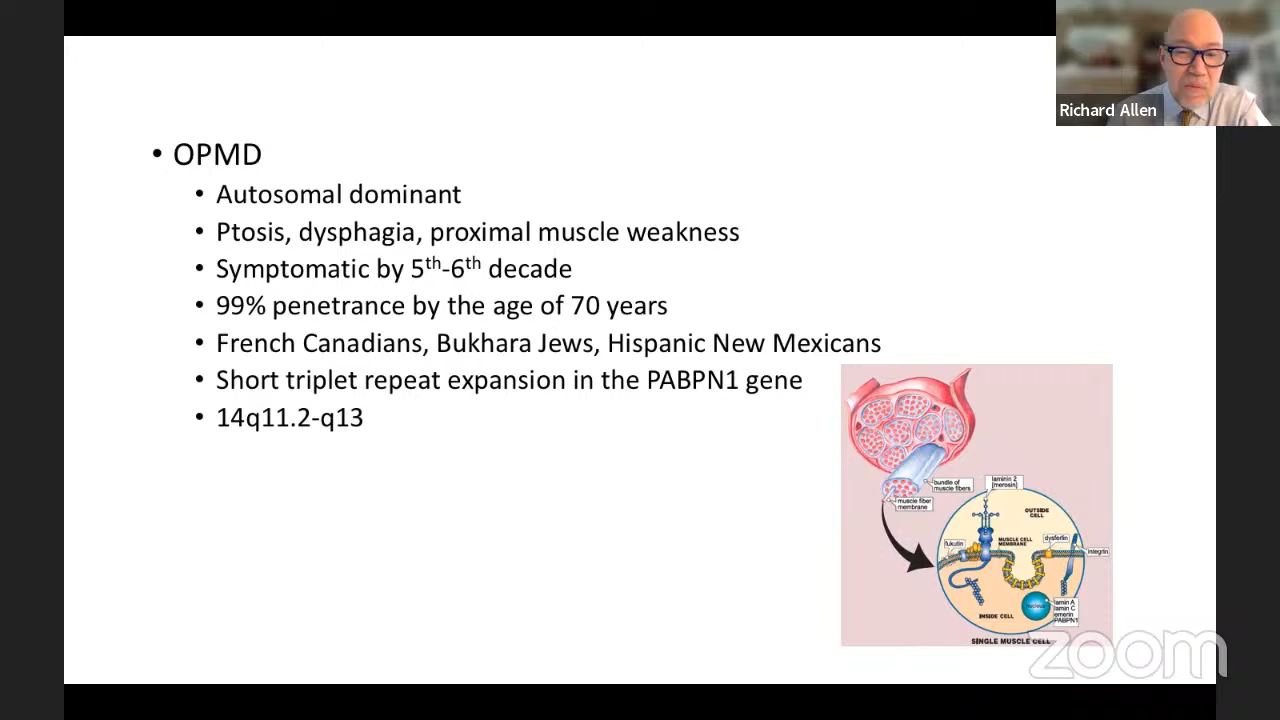 Richard Allen
• OPMD
• Autosomal dominant
• Ptosis, dysphagia, proximal muscle weakness
• Symptomatic by 5th-6th decade
• 99% penetrance by the age of 70 years
• French Canadians, Bukhara Jews, Hispanic New Mexicans
• Short triplet repeat expansion in the PABPN1 gene
• 14q11.2-q13
bundle of
muscle fibers
laminin 2
[merosin]
muscle fiber
membrane
OUTSIDE
CELL
fukutin
MUSCLE CELL
MEMBRANE
dysferlin
integrin
nucleus
lamin A
lamin C
emerin
PABPN1
INSIDE CELL
SINGLE MUSCLE CELL
zoom